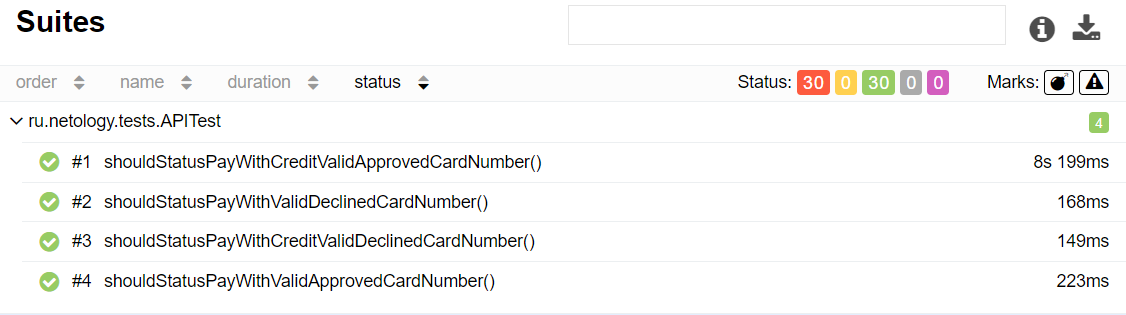 Suites
order name duration status Status: 30 0 30 0 0 Marks:
ru.netology.tests.APITest 4
#1 shouldStatusPayWithCreditValidApprovedCardNumber() 8s 199ms
#2 shouldStatusPayWithValidDeclinedCardNumber() 168ms
#3 shouldStatusPayWithCreditValidDeclinedCardNumber() 149ms
#4 shouldStatusPayWithValidApprovedCardNumber() 223ms